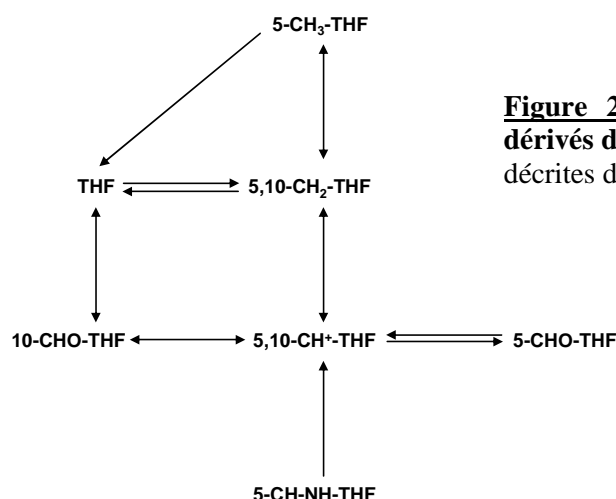 5-CH₃-THF
Figure 2
dérivés d
décrites d
THF
5,10-CH₂-THF
10-CHO-THF
5,10-CH⁺-THF
5-CHO-THF
5-CH-NH-THF